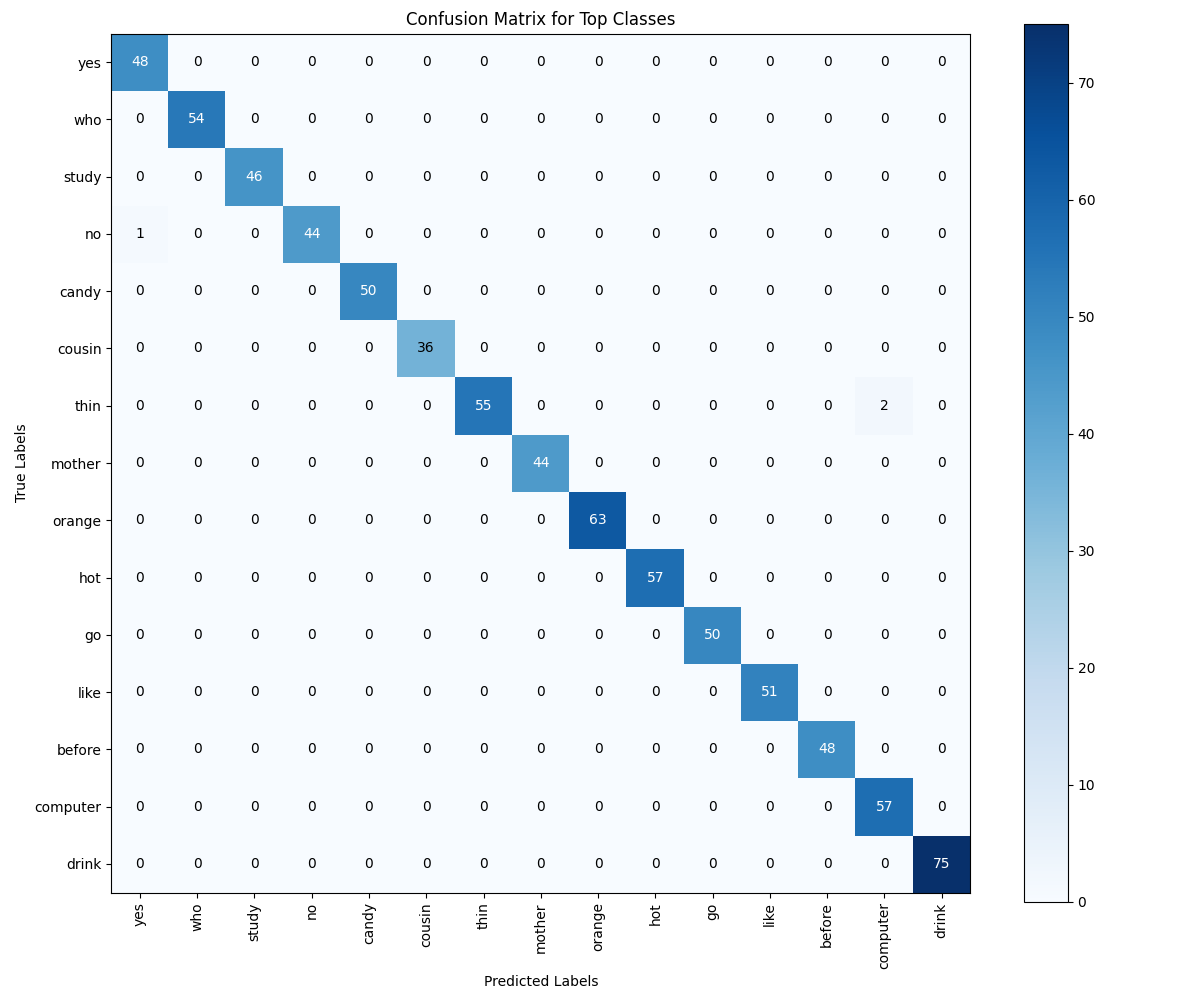 Confusion Matrix for Top Classes
yes 48 0 0 0 0 0 0 0 0 0 0 0 0 0 0
who 0 54 0 0 0 0 0 0 0 0 0 0 0 0 0
study 0 0 46 0 0 0 0 0 0 0 0 0 0 0 0
no 1 0 0 44 0 0 0 0 0 0 0 0 0 0 0
candy 0 0 0 0 50 0 0 0 0 0 0 0 0 0 0
cousin 0 0 0 0 0 36 0 0 0 0 0 0 0 0 0
thin 0 0 0 0 0 0 55 0 0 0 0 0 0 2 0
mother 0 0 0 0 0 0 0 44 0 0 0 0 0 0 0
orange 0 0 0 0 0 0 0 0 63 0 0 0 0 0 0
hot 0 0 0 0 0 0 0 0 0 57 0 0 0 0 0
go 0 0 0 0 0 0 0 0 0 0 50 0 0 0 0
like 0 0 0 0 0 0 0 0 0 0 0 51 0 0 0
before 0 0 0 0 0 0 0 0 0 0 0 0 48 0 0
computer 0 0 0 0 0 0 0 0 0 0 0 0 0 57 0
drink 0 0 0 0 0 0 0 0 0 0 0 0 0 0 75
yes who study no candy cousin thin mother orange hot go like before computer drink
Predicted Labels
True Labels
70
60
50
40
30
20
10
0